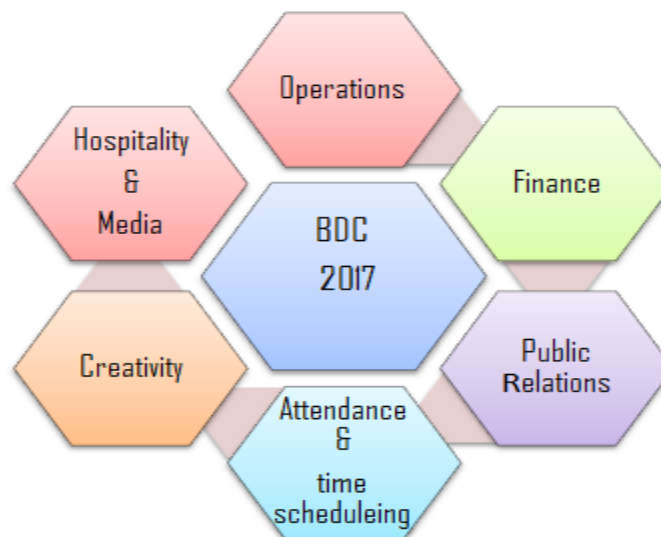 Operations
Hospitality
&
Media
Finance
BDC
2017
Creativity
Public
Relations
Attendance
&
time
scheduleing